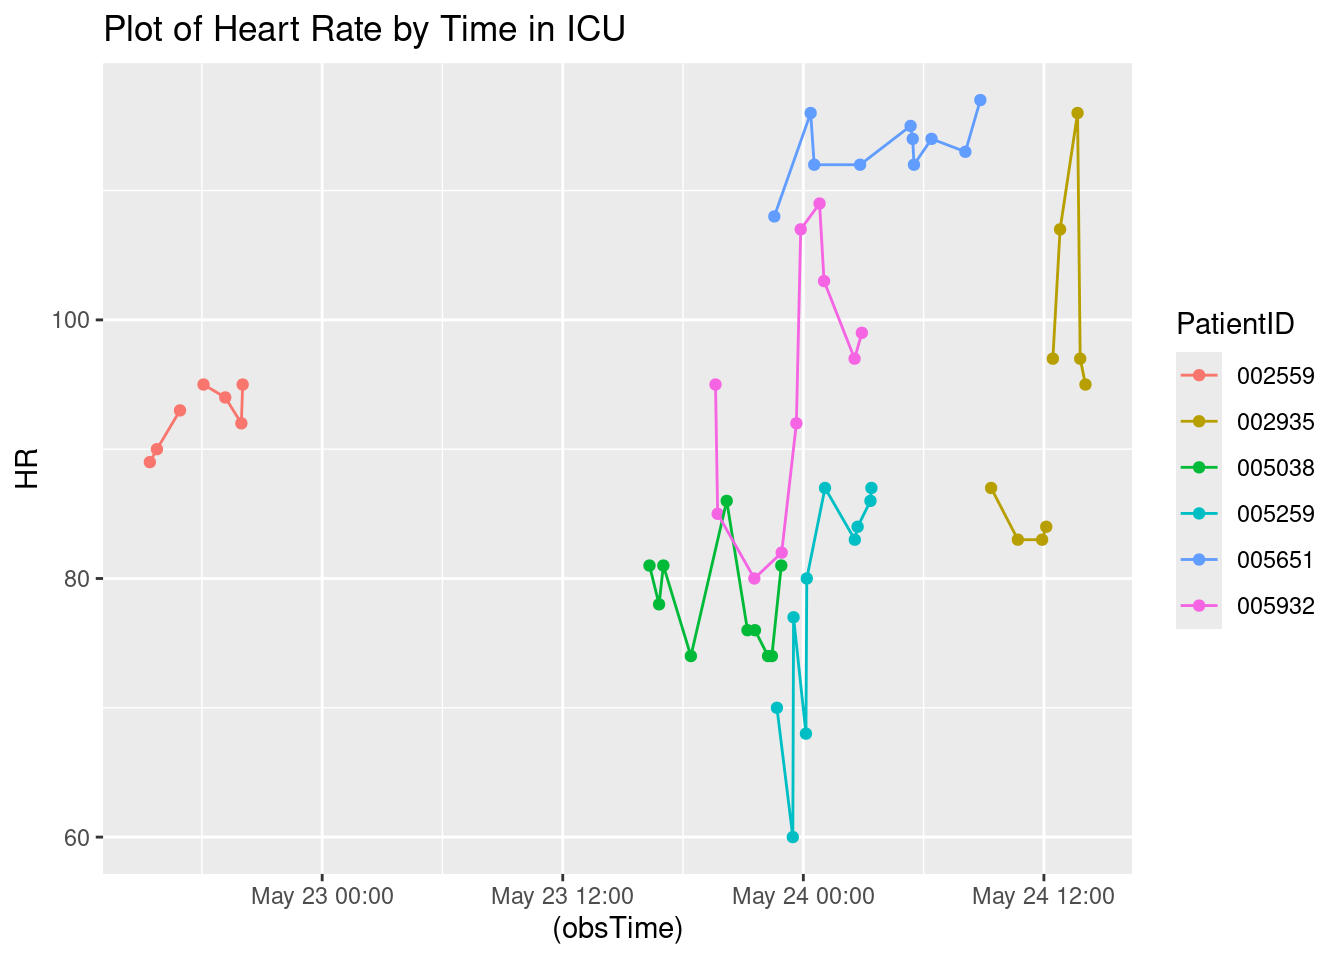 Plot of Heart Rate by Time in ICU
HR
100
80
60
May 23 00:00
May 23 12:00
May 24 00:00
May 24 12:00
(obsTime)
PatientID
002559
002935
005038
005259
005651
005932